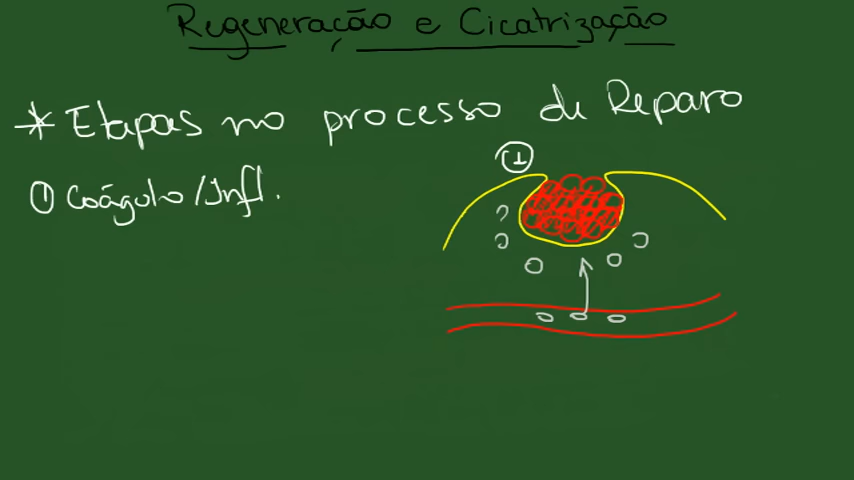 Regeneração e Cicatrização
* Etapas no processo de Reparo
① Coágulo/Infl.
①